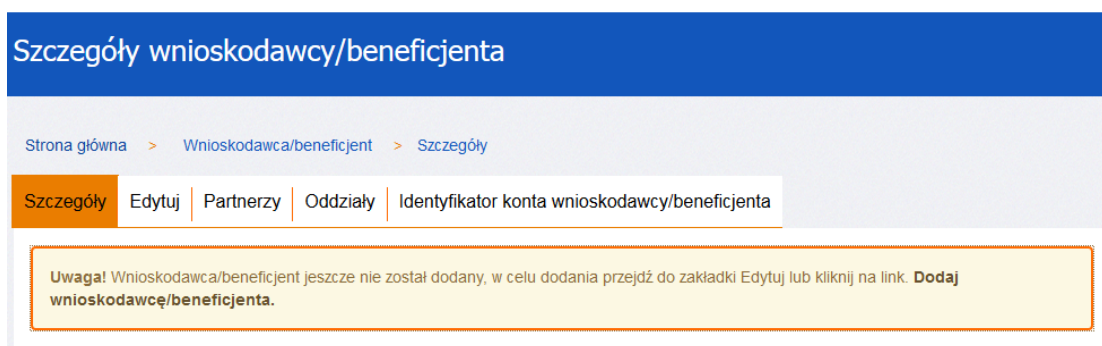 Szczegóły wnioskodawcy/beneficjenta
Strona główna > Wnioskodawca/beneficjent > Szczegóły
Szczegóły Edytuj Partnerzy Oddziały Identyfikator konta wnioskodawcy/beneficjenta
Uwaga! Wnioskodawca/beneficjent jeszcze nie został dodany, w celu dodania przejdź do zakładki Edytuj lub kliknij na link. Dodaj
wnioskodawcę/beneficjenta.